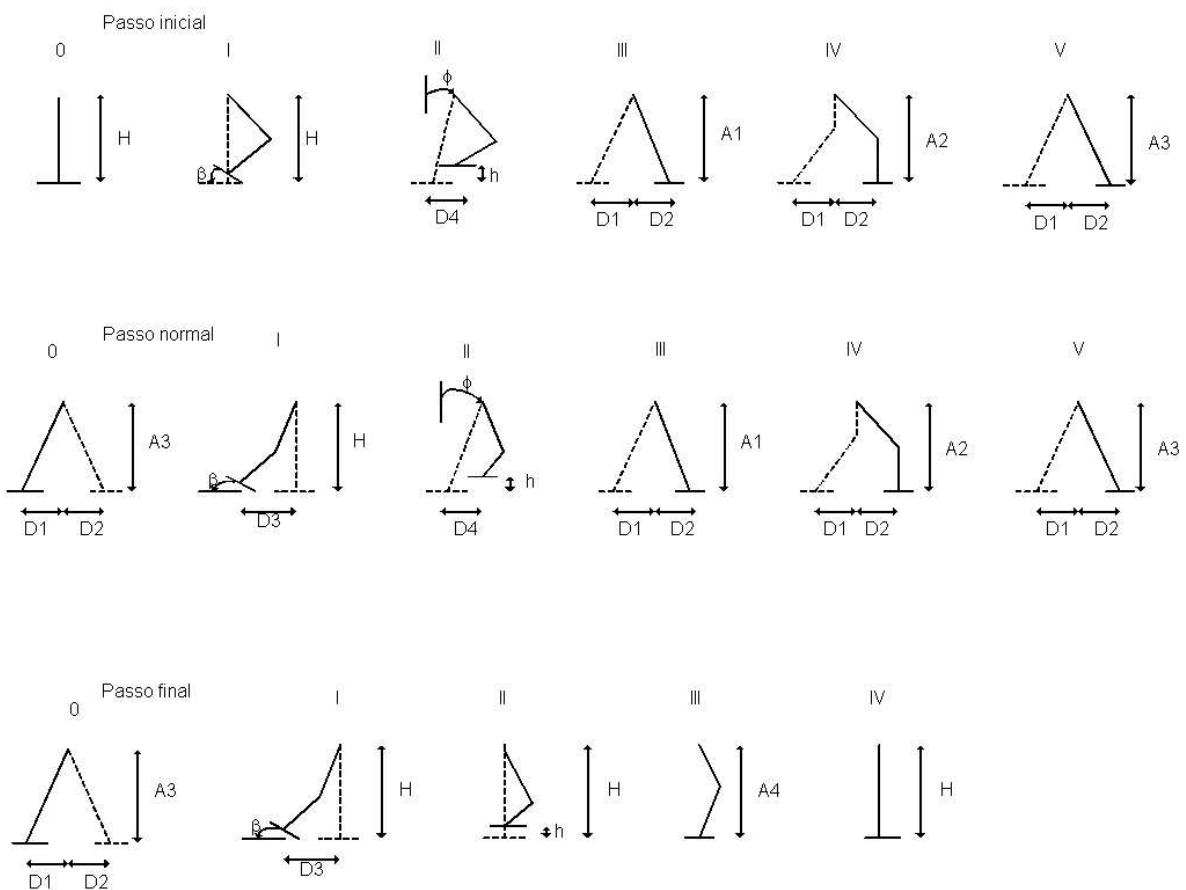 Passo inicial
0 I II III IV V
ϕ
H H A1 A2 A3
β h
D4 D1 D2 D1 D2 D1 D2
Passo normal
0 I II III IV V
ϕ
A3 H A1 A2 A3
β h
D1 D2 D3 D4 D1 D2 D1 D2 D1 D2
Passo final
0 I II III IV
A3 H H A4 H
β h
D1 D2 D3